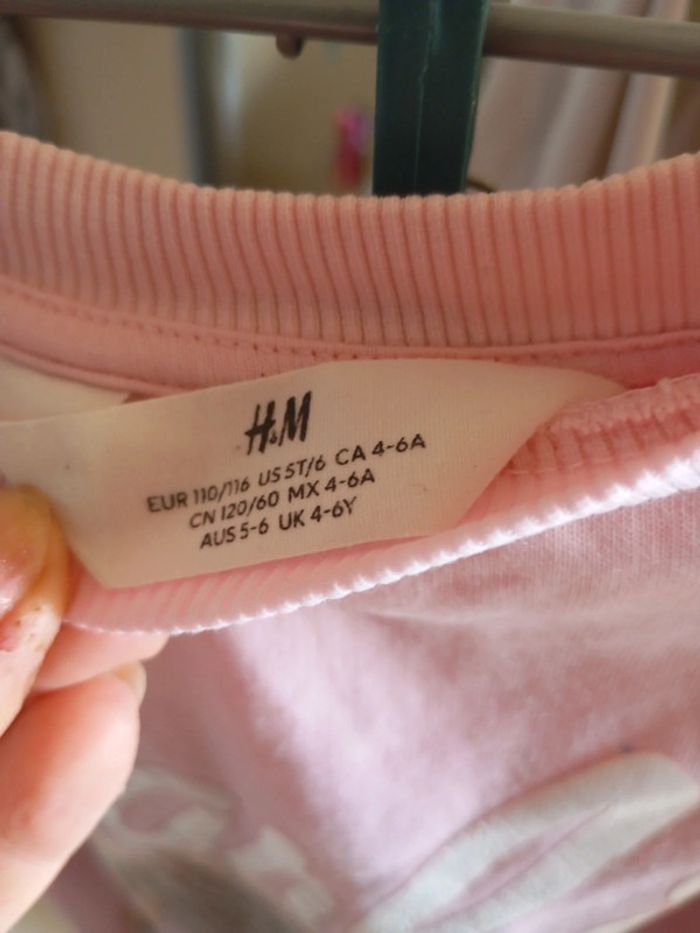 H&M
EUR 110/116 US 5T/6 CA 4-6A
CN 120/60 MX 4-6A
AUS 5-6 UK 4-6Y